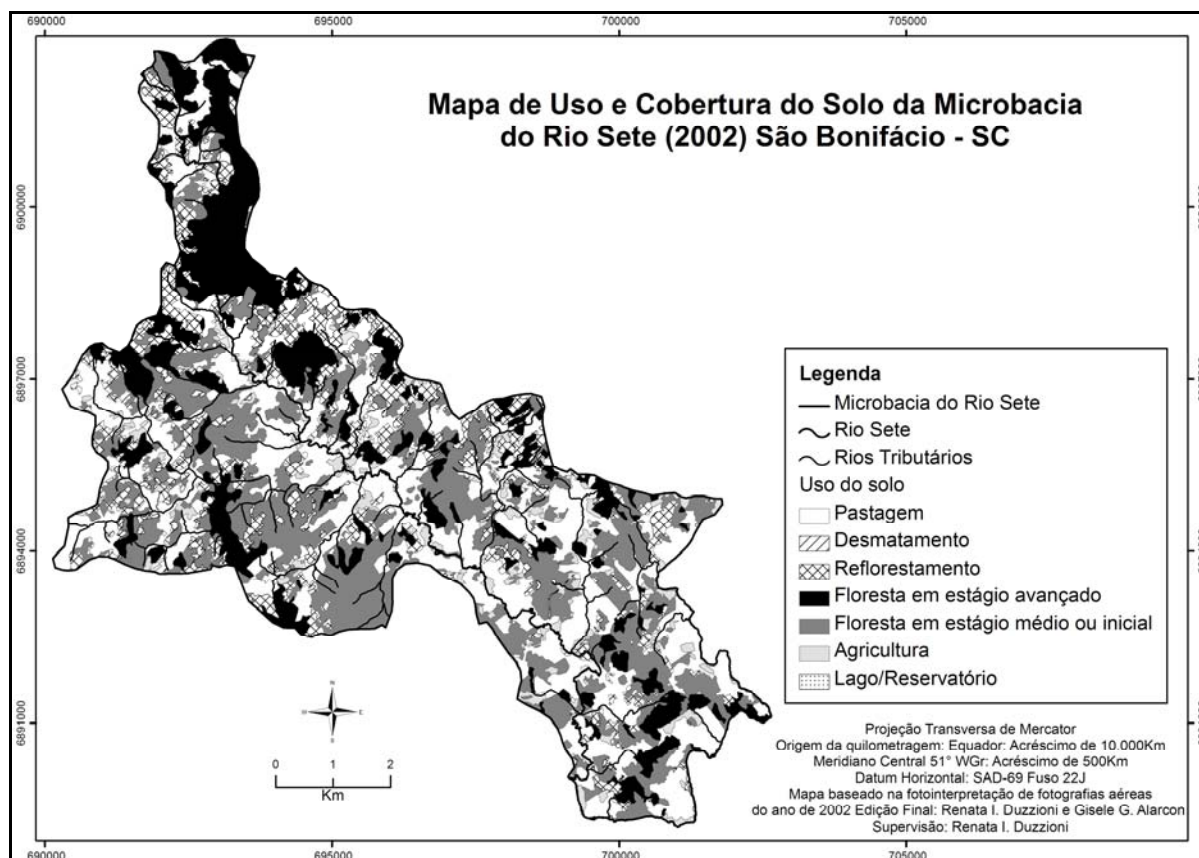 690000 695000 700000 705000
Mapa de Uso e Cobertura do Solo da Microbacia
do Rio Sete (2002) São Bonifácio - SC
6900000
6897000
6894000
6891000
Legenda
Microbacia do Rio Sete
Rio Sete
Rios Tributários
Uso do solo
Pastagem
Desmatamento
Reflorestamento
Floresta em estágio avançado
Floresta em estágio médio ou inicial
Agricultura
Lago/Reservatório
N
E
S
0 1 2
Km
Projeção Transversa de Mercator
Origem da quilometragem: Equador: Acréscimo de 10.000Km
Meridiano Central 51° WGr: Acréscimo de 500Km
Datum Horizontal: SAD-69 Fuso 22J
Mapa baseado na fotointerpretação de fotografias aéreas
do ano de 2002 Edição Final: Renata I. Duzzioni e Gisele G. Alarcon
Supervisão: Renata I. Duzzioni
690000 695000 700000 705000